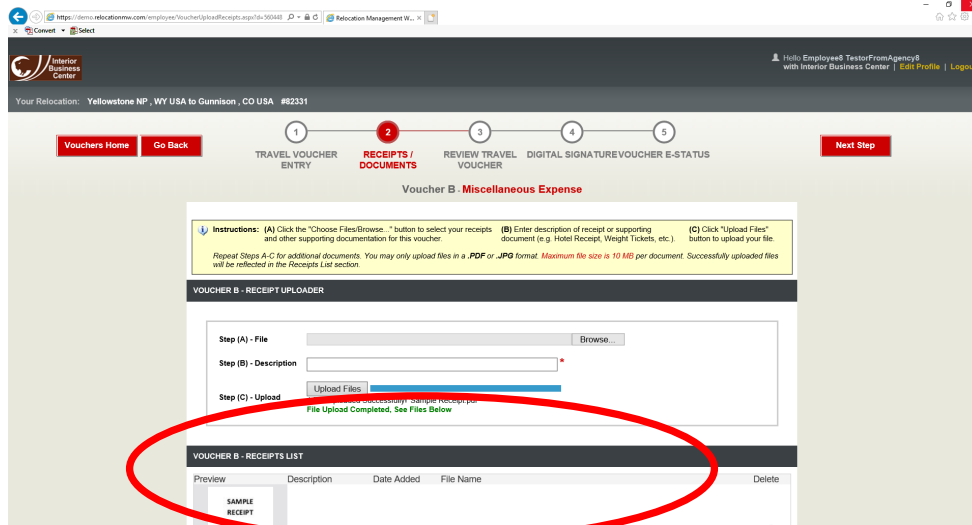 https://demo.relocationmw.com/employee/VoucherUploadReceipts.aspx?id=360448
Relocation Management W...
x Convert Select
Interior
Business
Center
Hello Employee8 TestorFromAgency8
with Interior Business Center | Edit Profile | Logou
Your Relocation: Yellowstone NP , WY USA to Gunnison , CO USA #82331
Vouchers Home Go Back
1 2 3 4 5
Next Step
TRAVEL VOUCHER ENTRY
RECEIPTS / DOCUMENTS
REVIEW TRAVEL VOUCHER
DIGITAL SIGNATURE
VOUCHER E-STATUS
Voucher B - Miscellaneous Expense
Instructions: (A) Click the "Choose Files/Browse..." button to select your receipts
and other supporting documentation for this voucher.
(B) Enter description of receipt or supporting
document (e.g. Hotel Receipt, Weight Tickets, etc.).
(C) Click "Upload Files"
button to upload your file.
Repeat Steps A-C for additional documents. You may only upload files in a .PDF or .JPG format. Maximum file size is 10 MB per document. Successfully uploaded files
will be reflected in the Receipts List section.
VOUCHER B - RECEIPT UPLOADER
Step (A) - File Browse...
Step (B) - Description *
Step (C) - Upload Upload Files
Successfully! Sample Receipt.pdf
File Upload Completed, See Files Below
VOUCHER B - RECEIPTS LIST
Preview Description Date Added File Name Delete
SAMPLE
RECEIPT